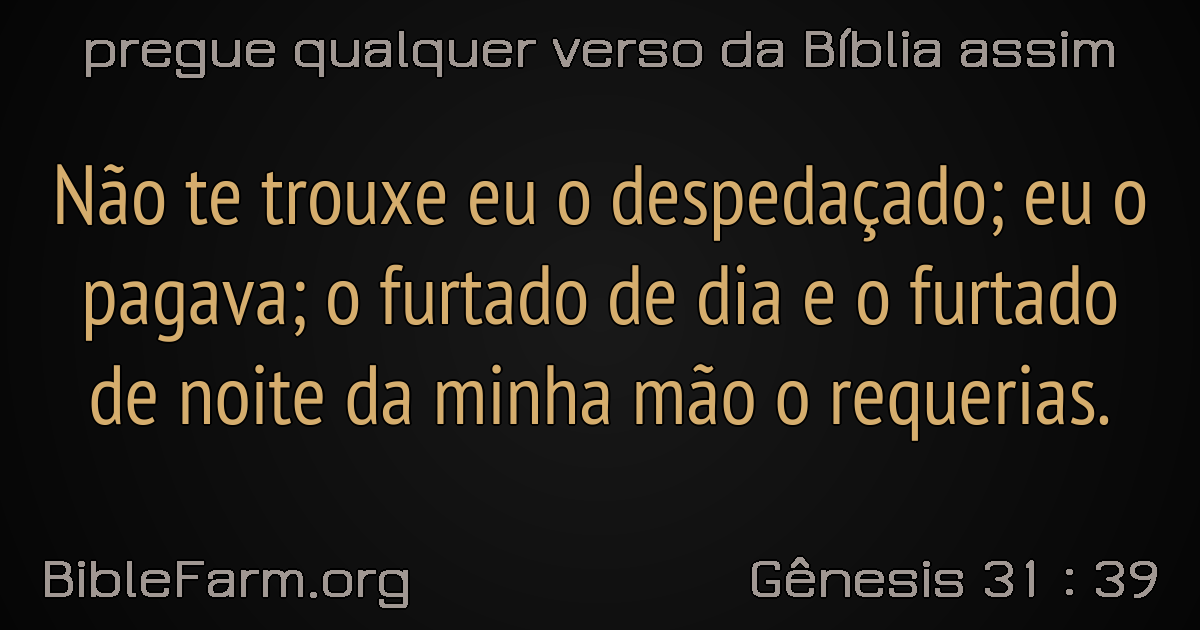 pregue qualquer verso da Bíblia assim
Não te trouxe eu o despedaçado; eu o
pagava; o furtado de dia e o furtado
de noite da minha mão o requerias.
BibleFarm.org
Gênesis 31 : 39